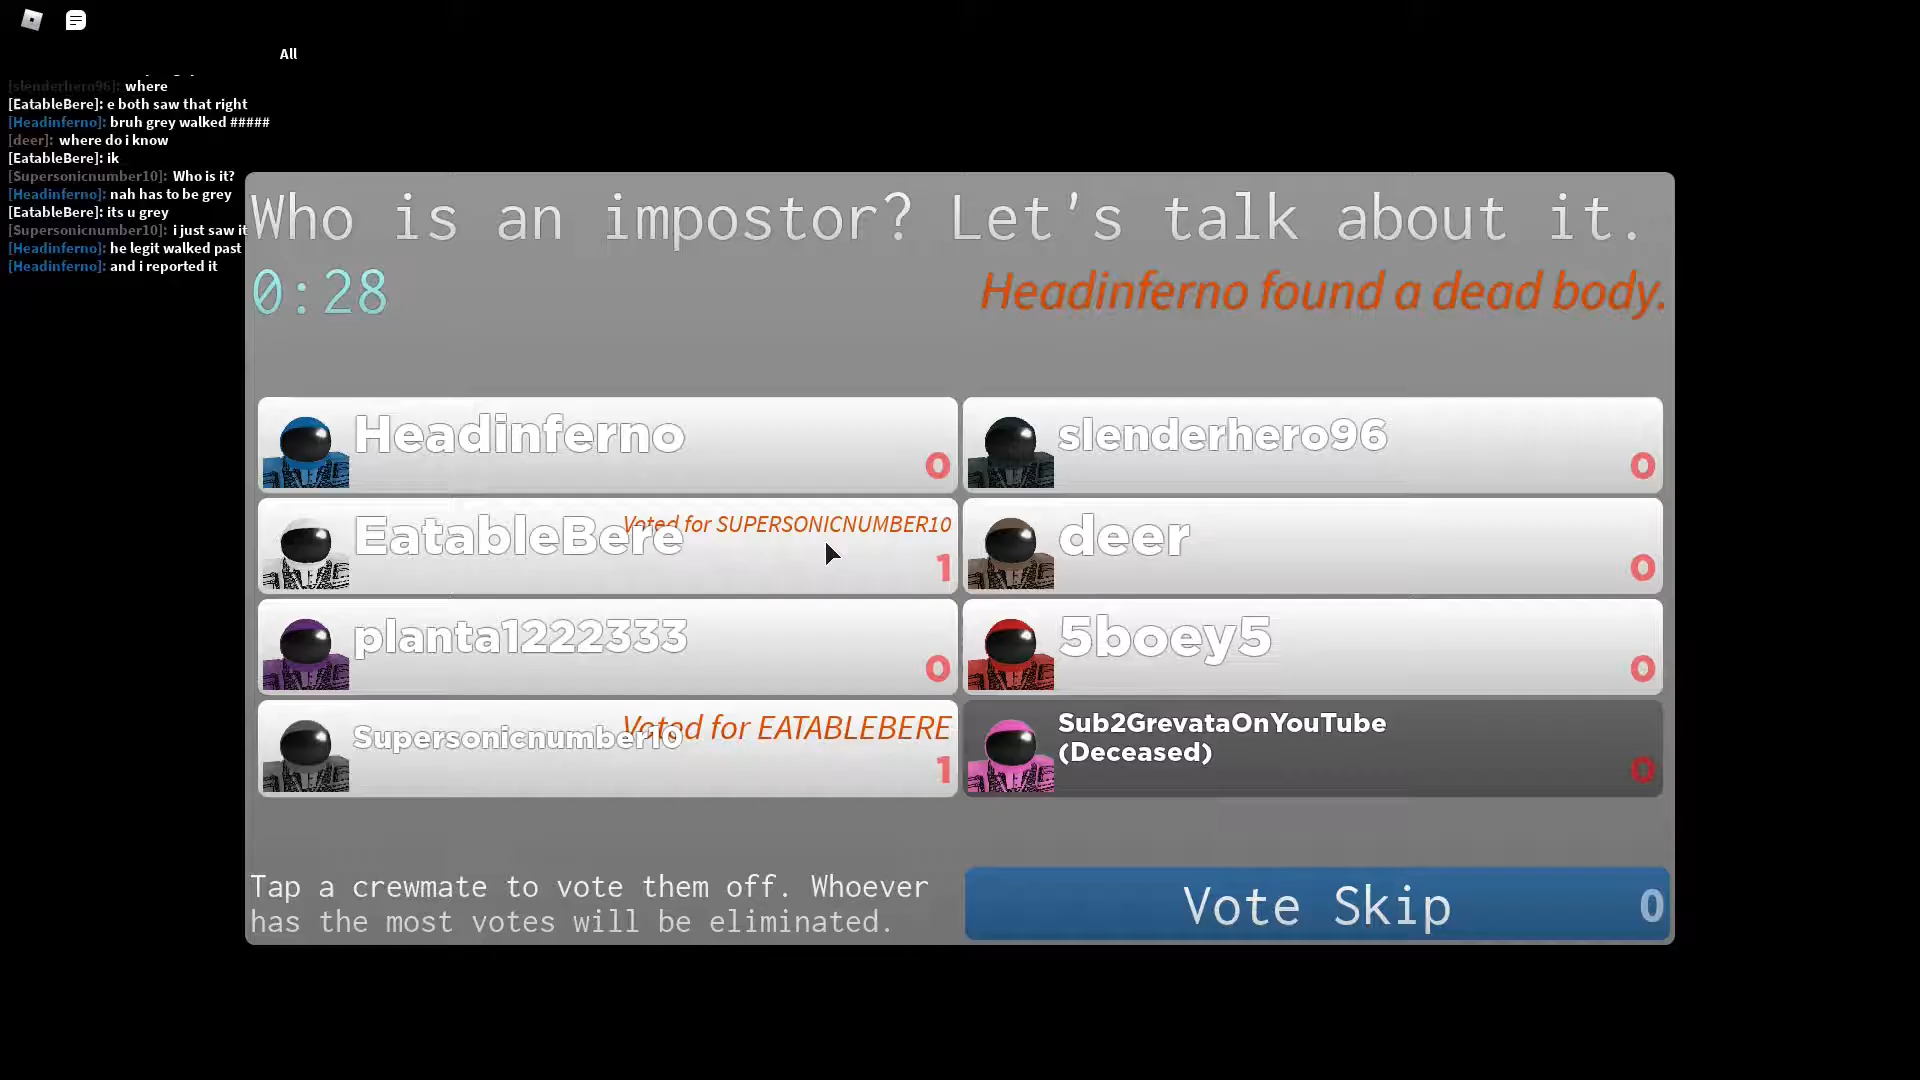 All
[slenderhero96]: where
[EatableBere]: e both saw that right
[Headinferno]: bruh grey walked #####
[deer]: where do i know
[EatableBere]: ik
[Supersonicnumber10]: Who is it?
[Headinferno]: nah has to be grey
[EatableBere]: its u grey
[Supersonicnumber10]: i just saw it
[Headinferno]: he legit walked past
[Headinferno]: and i reported it
Who is an impostor? Let's talk about it.
0:28
Headinferno found a dead body.
Headinferno
0
slenderhero96
0
EatableBere
Voted for SUPERSONICNUMBER10
1
deer
0
planta1222333
0
5boey5
0
Supersonicnumber10
Voted for EATABLEBERE
1
Sub2GrevataOnYouTube
(Deceased)
0
Tap a crewmate to vote them off. Whoever
has the most votes will be eliminated.
Vote Skip
0